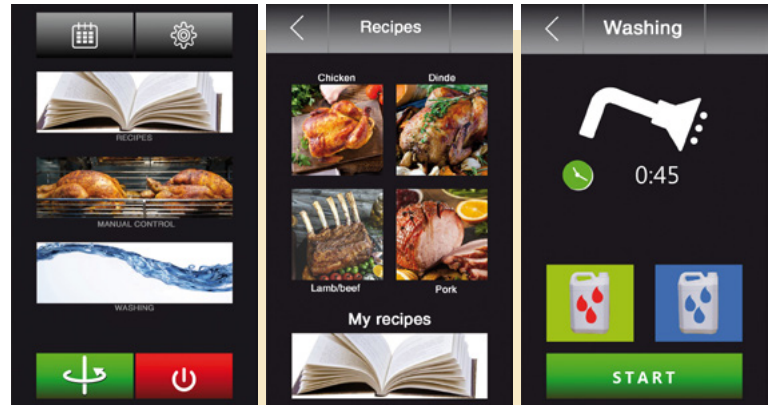 RECIPES
MANUAL CONTROL
WASHING
Recipes
Chicken Dinde
Lamb/beef Pork
My recipes
Washing
0:45
START